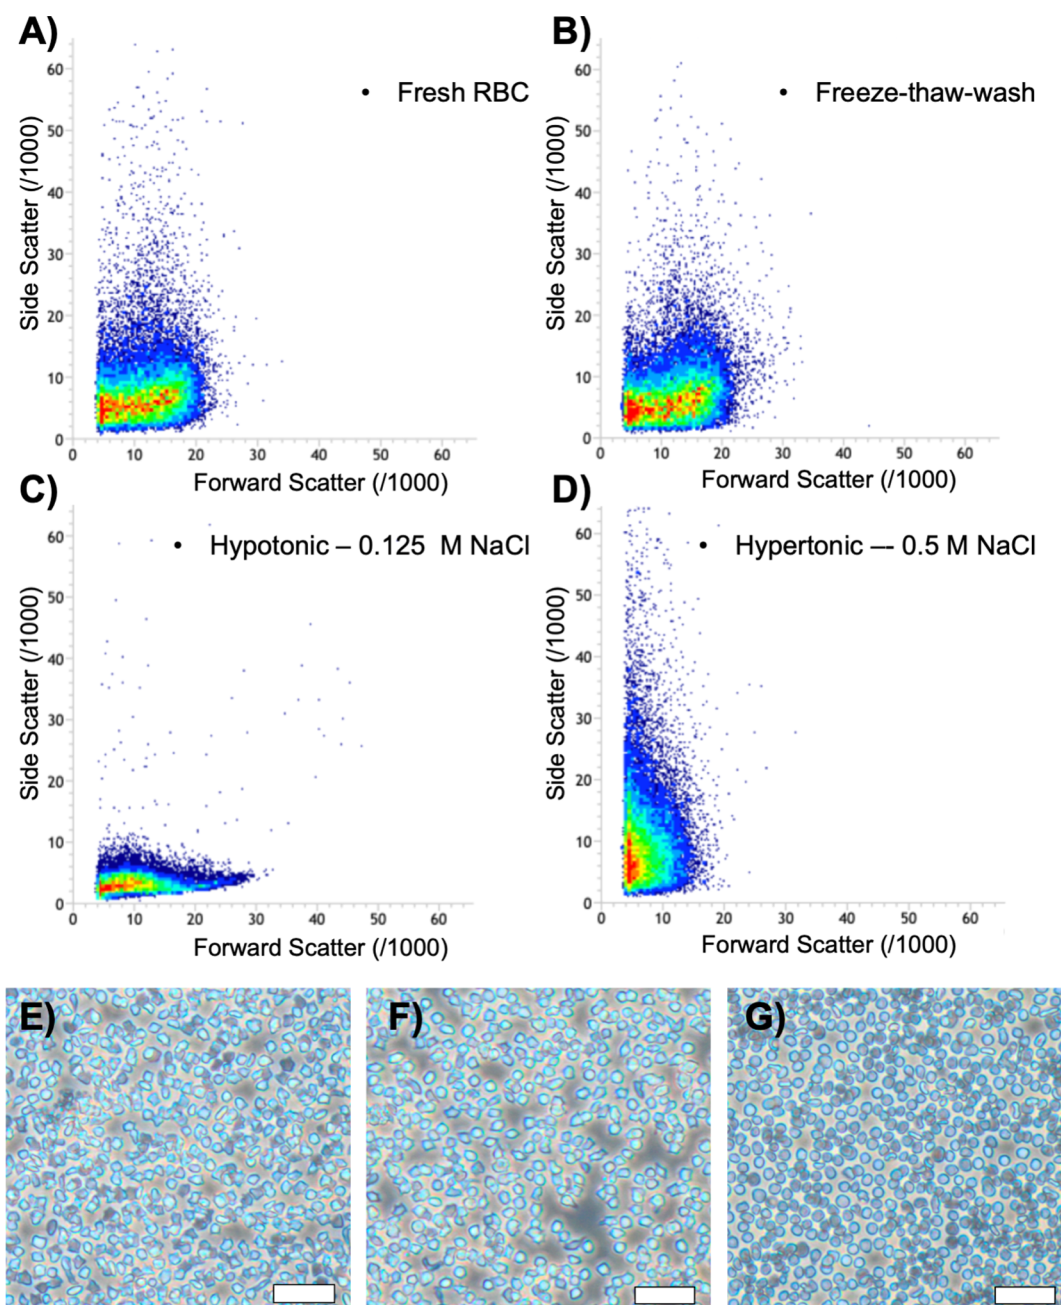 A)
60
50
40
30
20
10
0
Side Scatter (/1000)
• Fresh RBC
0 10 20 30 40 50 60
Forward Scatter (/1000)
B)
60
50
40
30
20
10
0
Side Scatter (/1000)
• Freeze-thaw-wash
0 10 20 30 40 50 60
Forward Scatter (/1000)
C)
60
50
40
30
20
10
0
Side Scatter (/1000)
• Hypotonic – 0.125 M NaCl
0 10 20 30 40 50 60
Forward Scatter (/1000)
D)
60
50
40
30
20
10
0
Side Scatter (/1000)
• Hypertonic –- 0.5 M NaCl
0 10 20 30 40 50 60
Forward Scatter (/1000)
E)
F)
G)